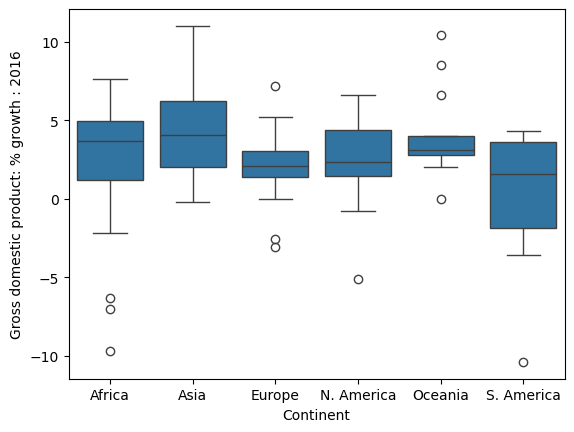 Gross domestic product: % growth : 2016
10
5
0
−5
−10
Africa Asia Europe N. America Oceania S. America
Continent